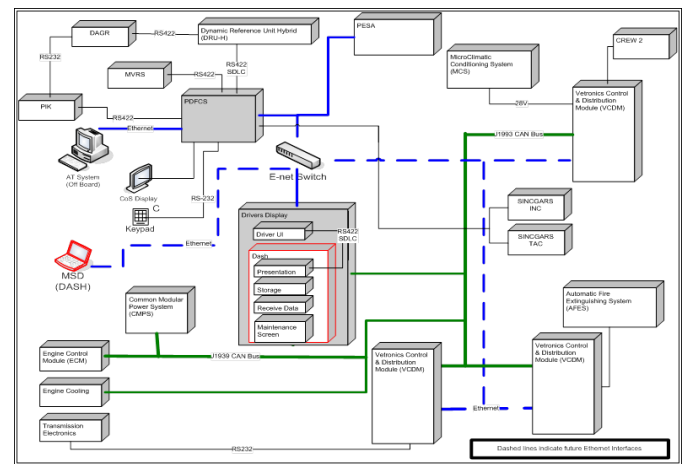 DAGR
RS422
Dynamic Reference Unit Hybrid
(DRU-H)
PESA
CREW 2
RS232
MVRS
RS422
RS422
SDLC
MicroClimatic
Conditioning System
(MCS)
Vetronics Control
& Distribution
Module (VCDM)
PIK
RS422
PDFCS
28V
Ethernet
J1993 CAN Bus
AT System
(Off Board)
CoS Display
C
Keypad
RS-232
E-net Switch
SINCGARS
INC
SINCGARS
TAC
Drivers Display
Driver UI
RS422
SDLC
Ethernet
Dash
Presentation
Storage
Receive Data
Maintenance
Screen
MSD
(DASH)
Common Modular
Power System
(CMPS)
Automatic Fire
Extinguishing System
(AFES)
Engine Control
Module (ECM)
J1939 CAN Bus
Vetronics Control
& Distribution
Module (VCDM)
Vetronics Control
& Distribution
Module (VCDM)
Engine Cooling
Ethernet
Transmission
Electronics
RS232
Dashed lines indicate future Ethernet Interfaces